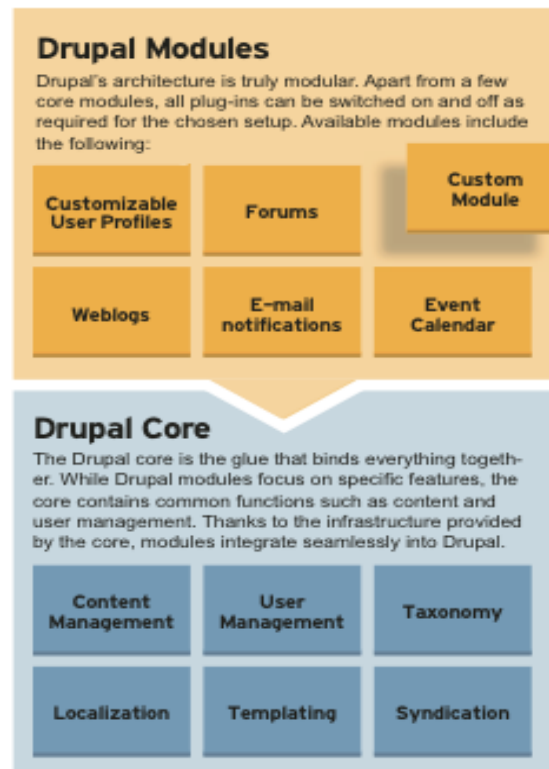 Drupal Modules
Drupal's architecture is truly modular. Apart from a few
core modules, all plug-ins can be switched on and off as
required for the chosen setup. Available modules include
the following:
Customizable
User Profiles
Forums
Custom
Module
Weblogs
E-mail
notifications
Event
Calendar
Drupal Core
The Drupal core is the glue that binds everything togeth-
er. While Drupal modules focus on specific features, the
core contains common functions such as content and
user management. Thanks to the infrastructure provided
by the core, modules integrate seamlessly into Drupal.
Content
Management
User
Management
Taxonomy
Localization
Templating
Syndication